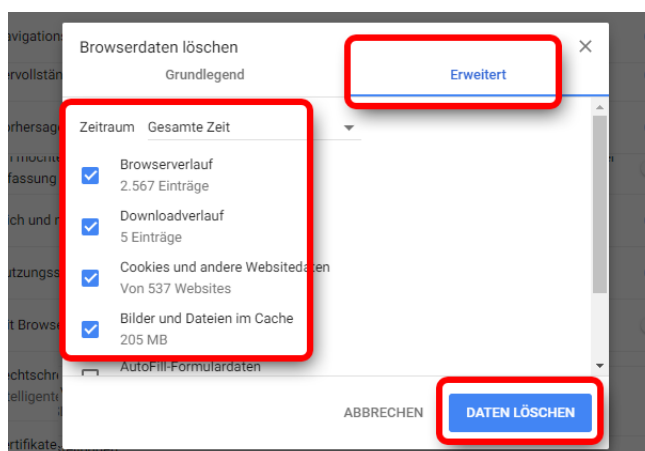 Browserdaten löschen
Grundlegend
Erweitert
Zeitraum Gesamte Zeit
Browserverlauf
2.567 Einträge
Downloadverlauf
5 Einträge
Cookies und andere Websitedaten
Von 537 Websites
Bilder und Dateien im Cache
205 MB
AutoFill-Formulardaten
ABBRECHEN
DATEN LÖSCHEN